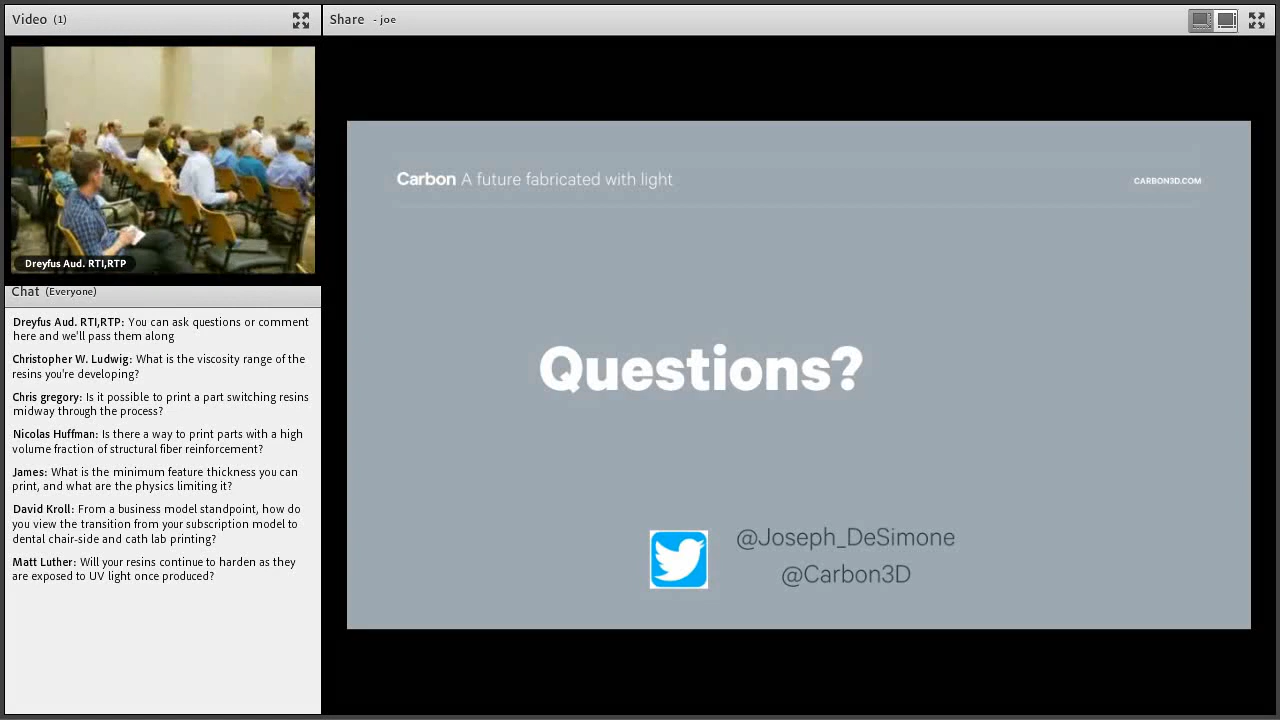 Video (1)
Share - joe
Dreyfus Aud. RTI,RTP
Chat (Everyone)
Dreyfus Aud. RTI,RTP: You can ask questions or comment
here and we'll pass them along
Christopher W. Ludwig: What is the viscosity range of the
resins you're developing?
Chris gregory: Is it possible to print a part switching resins
midway through the process?
Nicolas Huffman: Is there a way to print parts with a high
volume fraction of structural fiber reinforcement?
James: What is the minimum feature thickness you can
print, and what are the physics limiting it?
David Kroll: From a business model standpoint, how do
you view the transition from your subscription model to
dental chair-side and cath lab printing?
Matt Luther: Will your resins continue to harden as they
are exposed to UV light once produced?
Carbon A future fabricated with light
CARBON3D.COM
Questions?
@Joseph_DeSimone
@Carbon3D